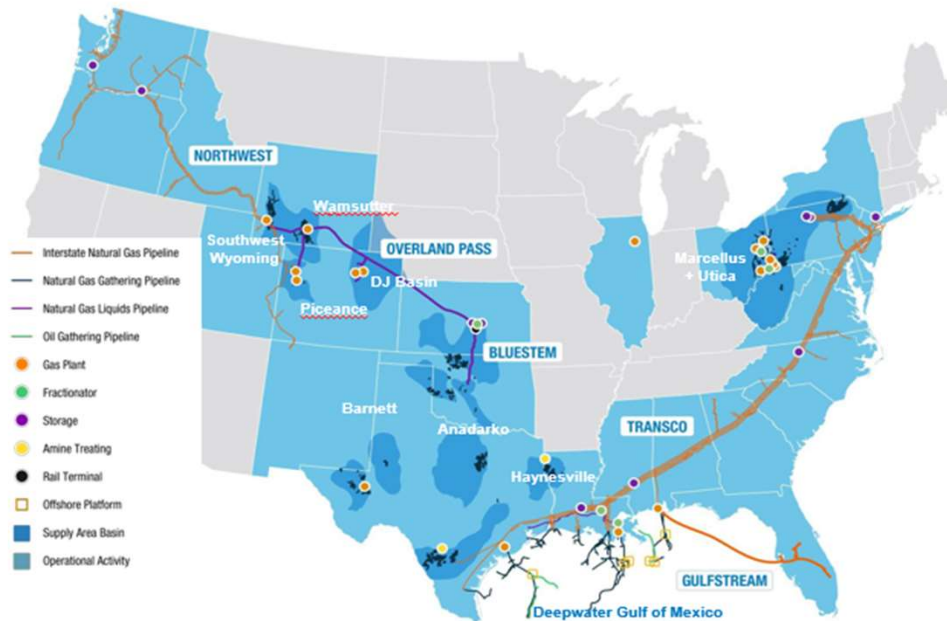 NORTHWEST
Wamsutter
Southwest
Wyoming
OVERLAND PASS
DJ Basin
Piceance
Marcellus
+ Utica
Interstate Natural Gas Pipeline
Natural Gas Gathering Pipeline
Natural Gas Liquids Pipeline
Oil Gathering Pipeline
Gas Plant
Fractionator
Storage
Amine Treating
Rail Terminal
Offshore Platform
Supply Area Basin
Operational Activity
BLUESTEM
Barnett
Anadarko
TRANSCO
Haynesville
GULFSTREAM
Deepwater Gulf of Mexico